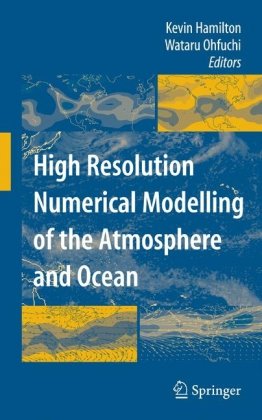 Kevin Hamilton
Wataru Ohfuchi
Editors
High Resolution
Numerical Modelling
of the Atmosphere
and Ocean
Springer